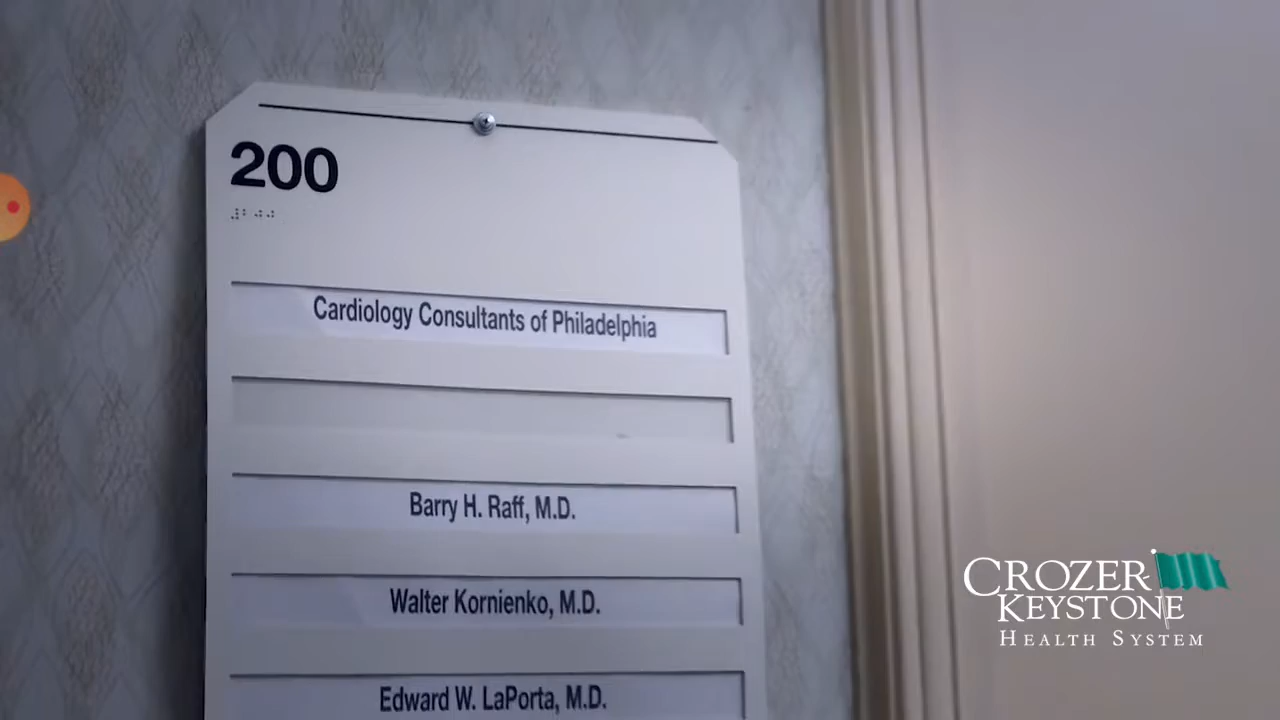 200
Cardiology Consultants of Philadelphia
Barry H. Raff, M.D.
Walter Kornienko, M.D.
Edward W. LaPorta, M.D.
CROZER
KEYSTONE
HEALTH SYSTEM